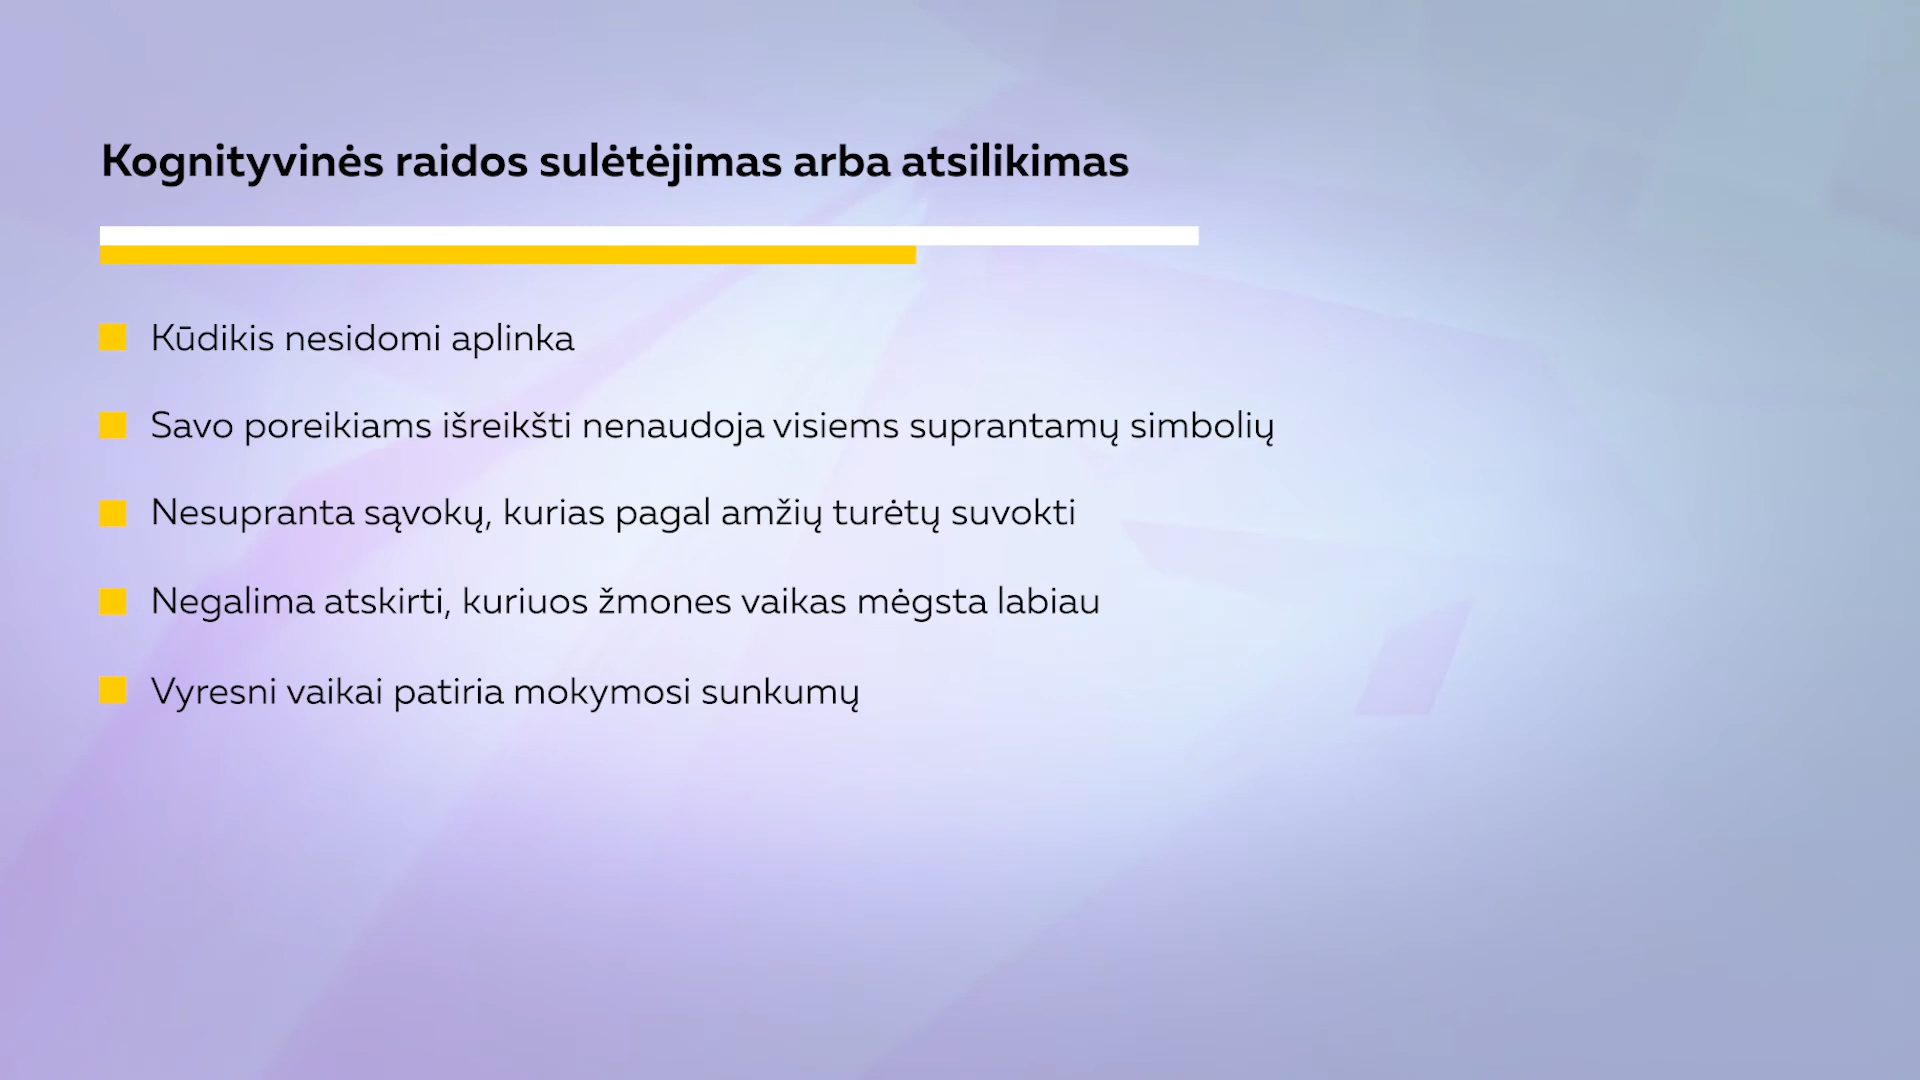 Kognityvinės raidos sulėtėjimas arba atsilikimas
Kūdikis nesidomi aplinka
Savo poreikiams išreikšti nenaudoja visiems suprantamų simbolių
Nesupranta sąvokų, kurias pagal amžių turėtų suvokti
Negalima atskirti, kuriuos žmones vaikas mėgsta labiau
Vyresni vaikai patiria mokymosi sunkumų